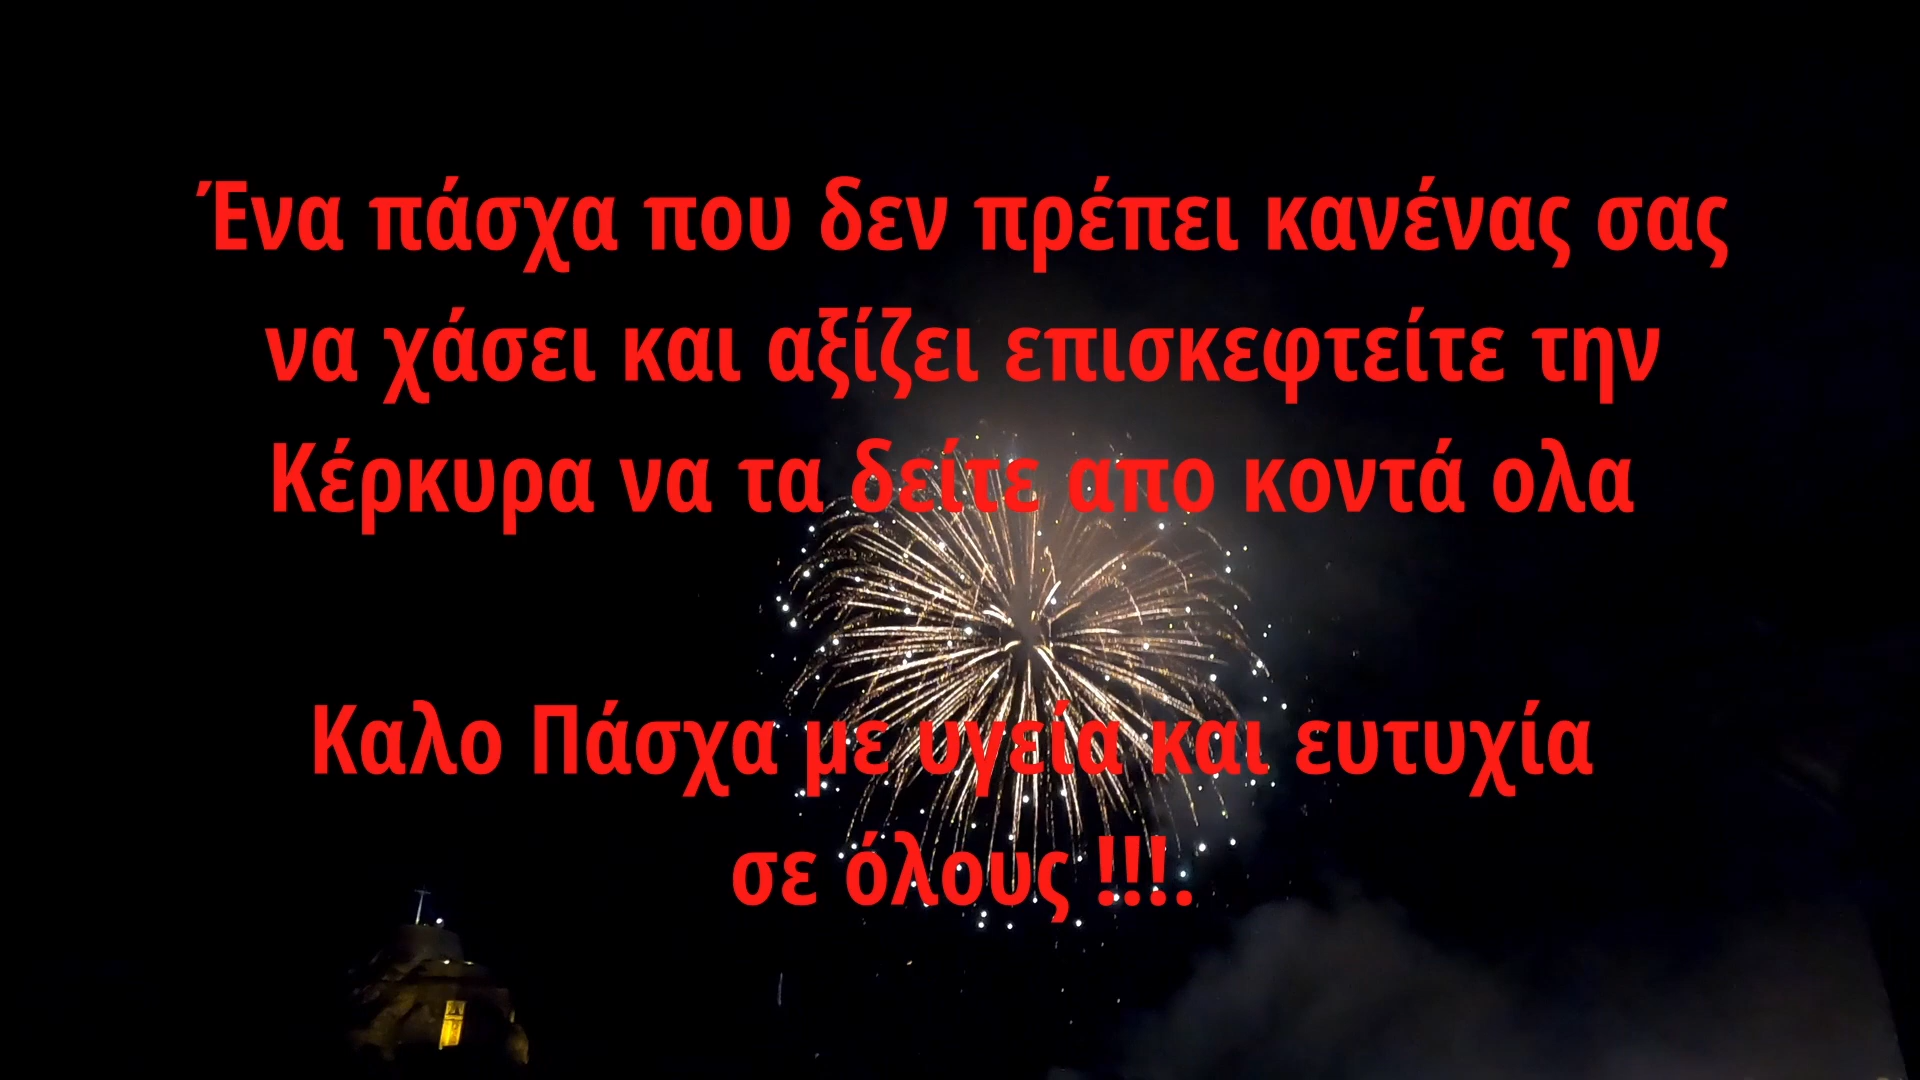 Ένα πάσχα που δεν πρέπει κανένας σας
να χάσει και αξίζει επισκεφτείτε την
Κέρκυρα να τα δείτε απο κοντά ολα
Καλο Πάσχα με υγεία και ευτυχία
σε όλους !!!.